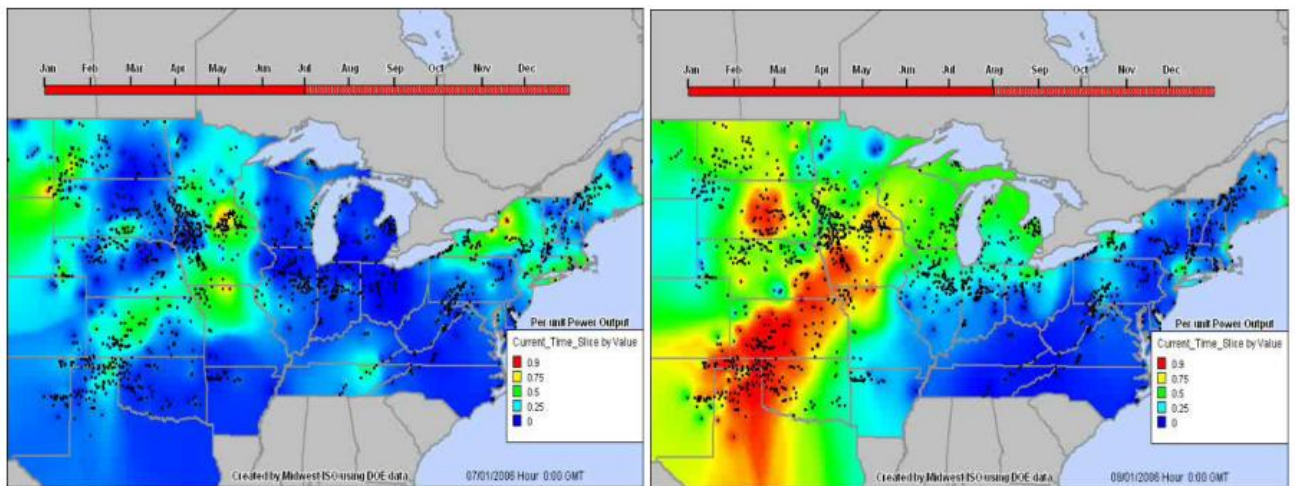 Jan Feb Mar Apr May Jun Jul Aug Sep Oct Nov Dec
Per unit Power Output
Current_Time_Slice by Value
0.9
0.75
0.5
0.25
0
Created by Midwest ISO using DOE data
07/01/2006 Hour 0:00 GMT
Jan Feb Mar Apr May Jun Jul Aug Sep Oct Nov Dec
Per unit Power Output
Current_Time_Slice by Value
0.9
0.75
0.5
0.25
0
Created by Midwest ISO using DOE data
08/01/2006 Hour 0:00 GMT